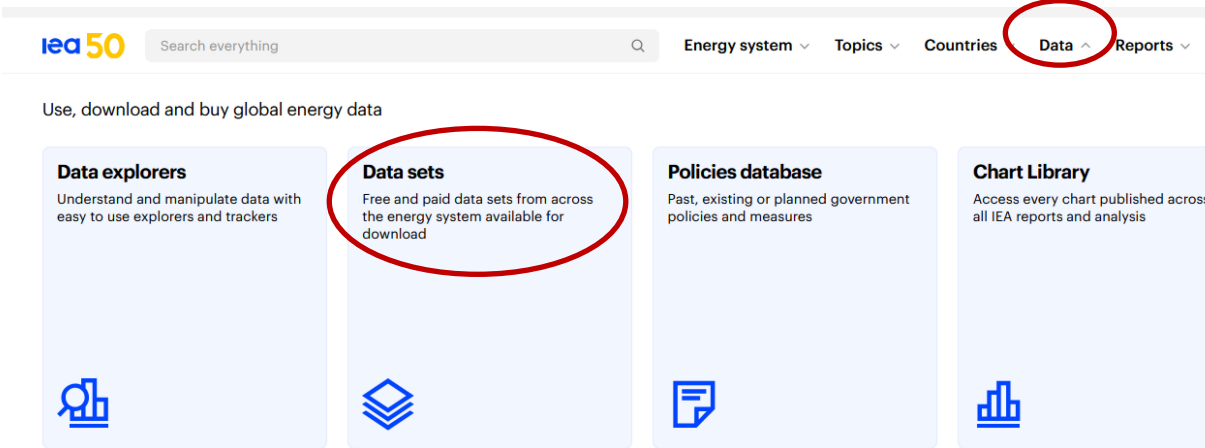 iea 50 Search everything Energy system Topics Countries Data Reports
Use, download and buy global energy data
Data explorers
Understand and manipulate data with
easy to use explorers and trackers
Data sets
Free and paid data sets from across
the energy system available for
download
Policies database
Past, existing or planned government
policies and measures
Chart Library
Access every chart published across
all IEA reports and analysis